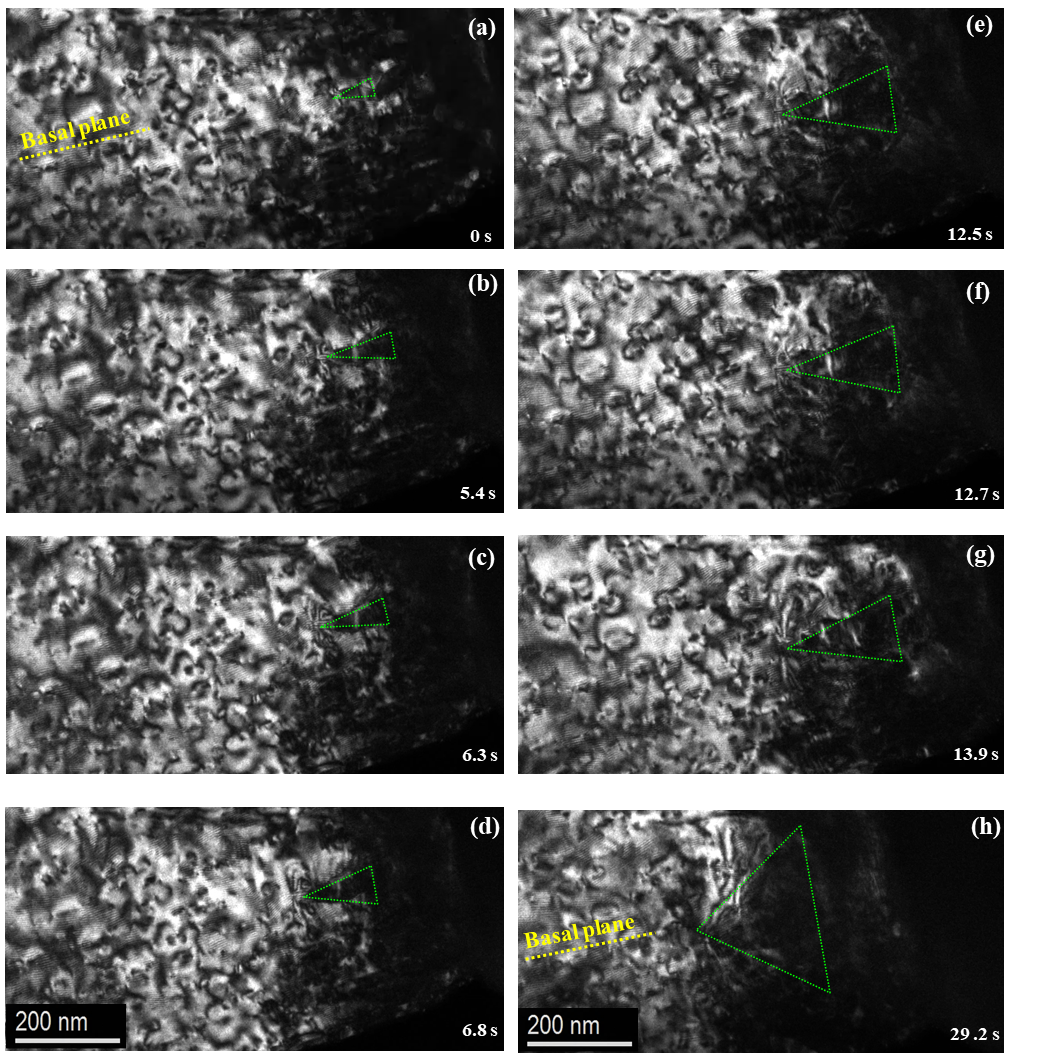 (a)
Basal plane
0 s
(b)
5.4 s
(c)
6.3 s
(d)
200 nm
6.8 s
(e)
12.5 s
(f)
12.7 s
(g)
13.9 s
(h)
Basal plane
200 nm
29.2 s